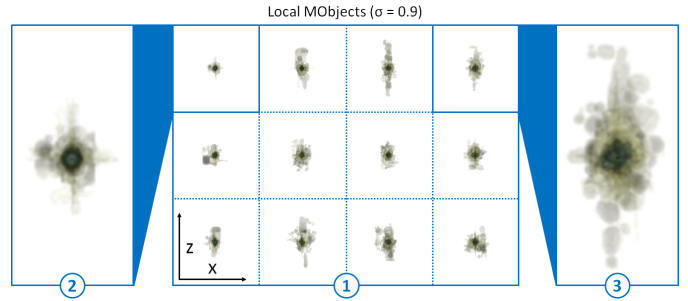 Local MObjects (σ = 0.9)
Z
X
2
1
3